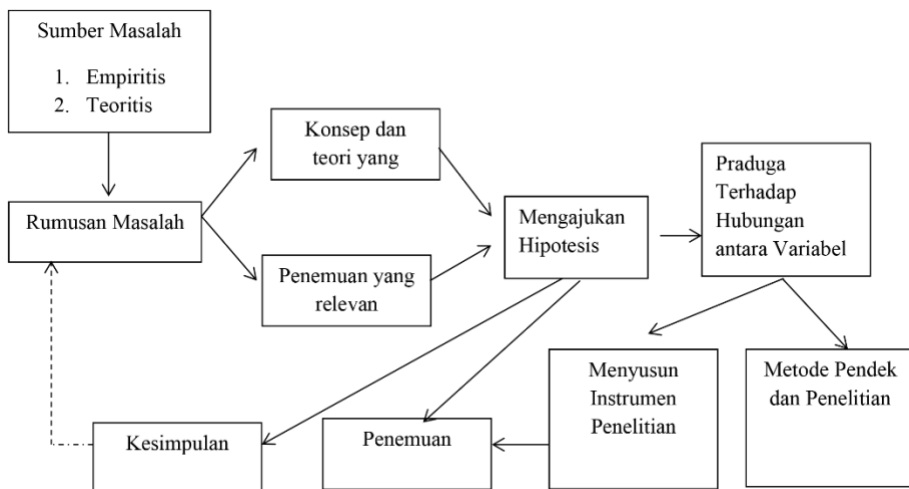 Sumber Masalah
1. Empiritis
2. Teoritis
Rumusan Masalah
Konsep dan
teori yang
Penemuan yang
relevan
Mengajukan
Hipotesis
Praduga
Terhadap
Hubungan
antara Variabel
Menyusun
Instrumen
Penelitian
Metode Pendek
dan Penelitian
Penemuan
Kesimpulan